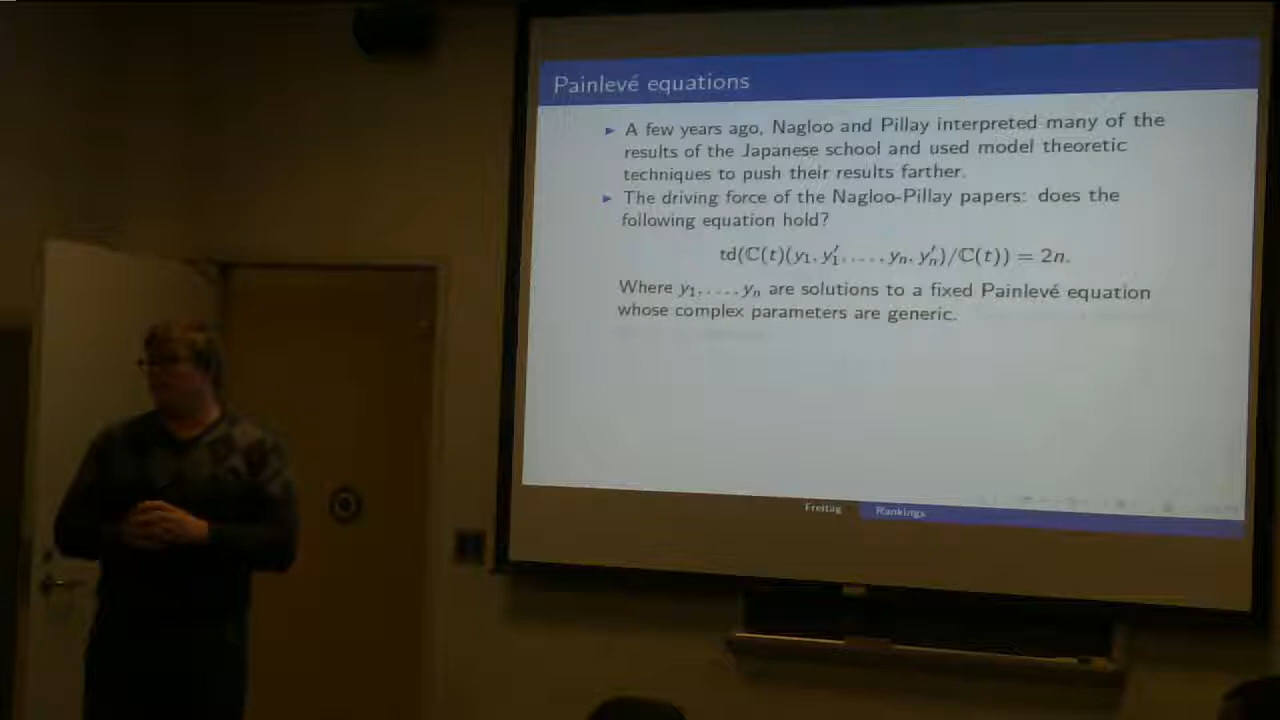 Painlevé equations
▶ A few years ago, Nagloo and Pillay interpreted many of the
results of the Japanese school and used model theoretic
techniques to push their results farther.
▶ The driving force of the Nagloo-Pillay papers: does the
following equation hold?
td(ℂ(t)(y₁, y₁′, . . . , yₙ, yₙ′)/ℂ(t)) = 2n.
Where y₁, . . . , yₙ are solutions to a fixed Painlevé equation
whose complex parameters are generic.
Freitag Rankings